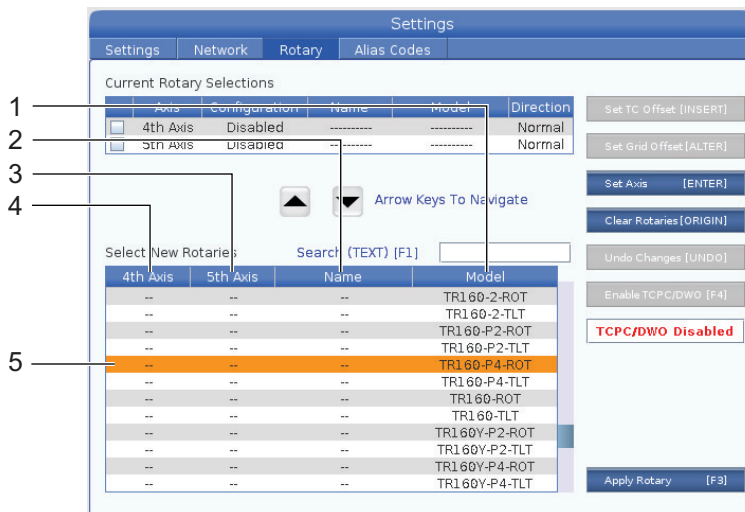 Settings
Settings Network Rotary Alias Codes
Current Rotary Selections
Axis Configuration Name Model Direction
4th Axis Disabled ---------- ---------- Normal
5th Axis Disabled ---------- ---------- Normal
Arrow Keys To Navigate
Select New Rotaries Search (TEXT) [F1]
4th Axis 5th Axis Name Model
-- -- -- TR160-2-ROT
-- -- -- TR160-2-TLT
-- -- -- TR160-P2-ROT
-- -- -- TR160-P2-TLT
-- -- -- TR160-P4-ROT
-- -- -- TR160-P4-TLT
-- -- -- TR160-ROT
-- -- -- TR160-TLT
-- -- -- TR160Y-P2-ROT
-- -- -- TR160Y-P2-TLT
-- -- -- TR160Y-P4-ROT
-- -- -- TR160Y-P4-TLT
Set TC Offset [INSERT]
Set Grid Offset [ALTER]
Set Axis [ENTER]
Clear Rotaries [ORIGIN]
Undo Changes [UNDO]
Enable TCPC/DWO [F4]
TCPC/DWO Disabled
Apply Rotary [F3]
1
2
3
4
5